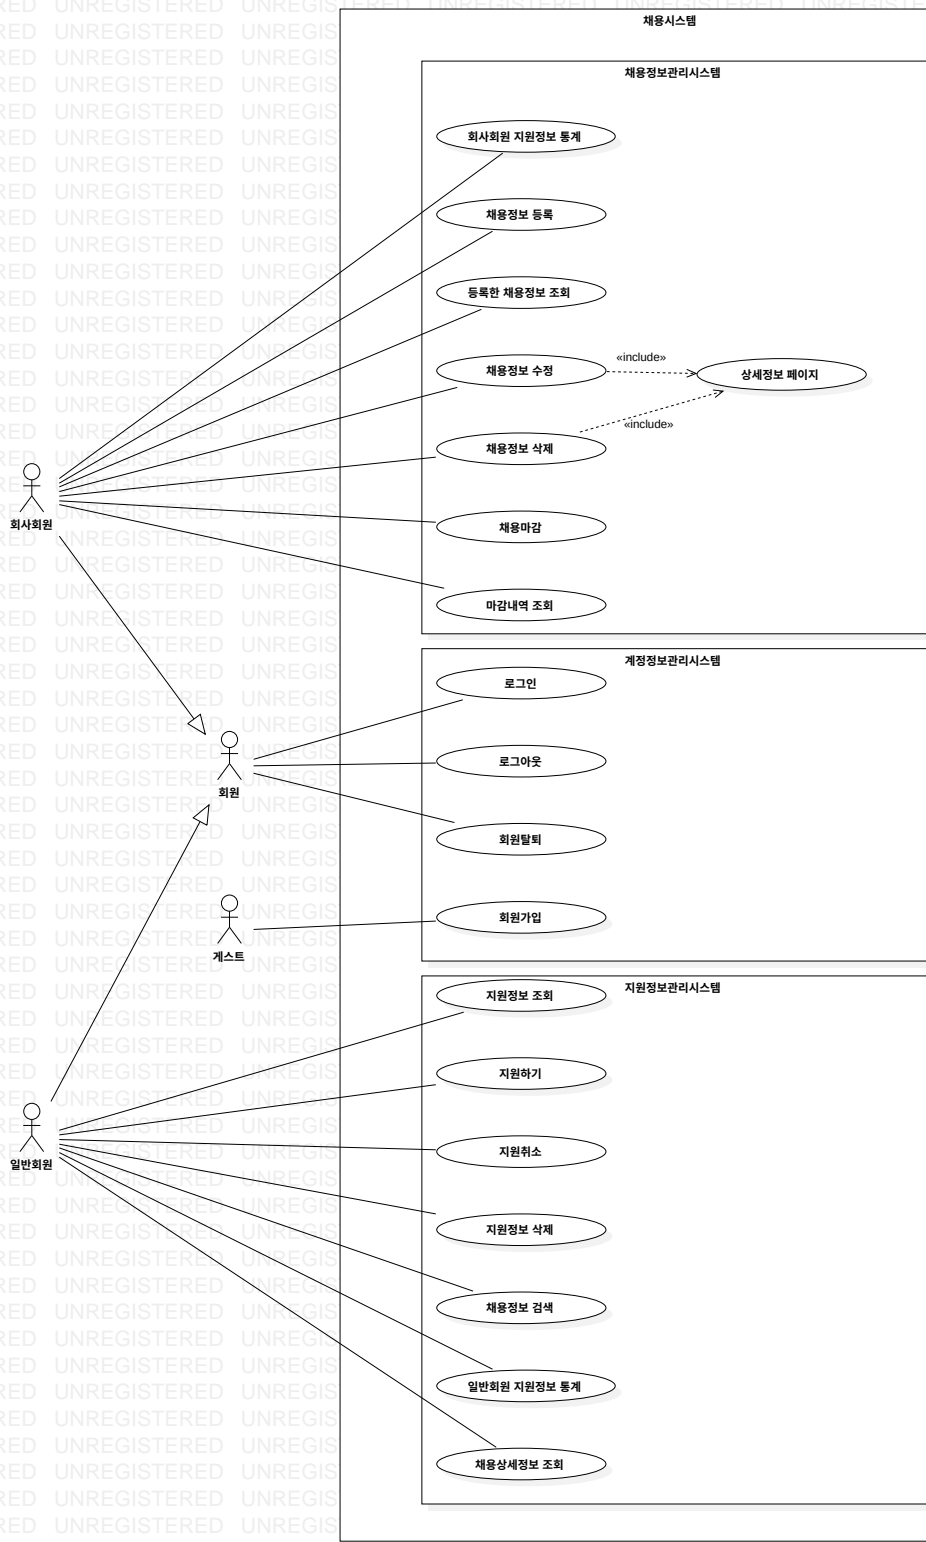 채용시스템
채용정보관리시스템
회사회원 지원정보 통계
채용정보 등록
등록한 채용정보 조회
채용정보 수정
«include»
상세정보 페이지
«include»
채용정보 삭제
회사회원
채용마감
마감내역 조회
계정정보관리시스템
로그인
로그아웃
회원
회원탈퇴
회원가입
게스트
지원정보관리시스템
지원정보 조회
지원하기
지원취소
일반회원
지원정보 삭제
채용정보 검색
일반회원 지원정보 통계
채용상세정보 조회
UNREGISTERED